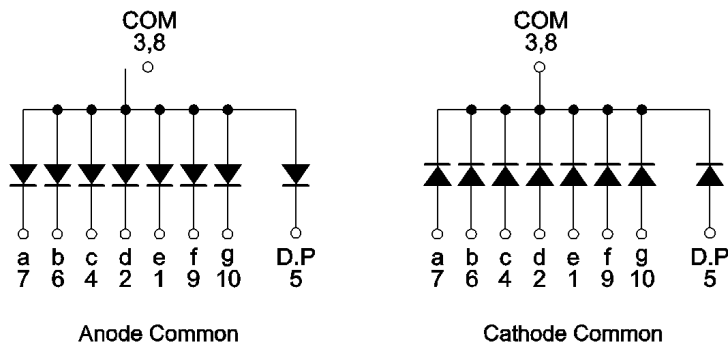 COM
3,8
a b c d e f g D.P
7 6 4 2 1 9 10 5
Anode Common
COM
3,8
a b c d e f g D.P
7 6 4 2 1 9 10 5
Cathode Common